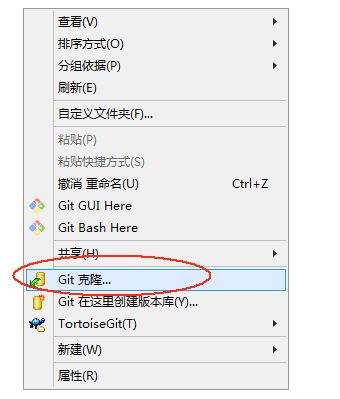 查看(V)
排序方式(O)
分组依据(P)
刷新(E)
自定义文件夹(F)...
粘贴(P)
粘贴快捷方式(S)
撤消 重命名(U) Ctrl+Z
Git GUI Here
Git Bash Here
共享(H)
Git 克隆...
Git 在这里创建版本库(Y)...
TortoiseGit(T)
新建(W)
属性(R)